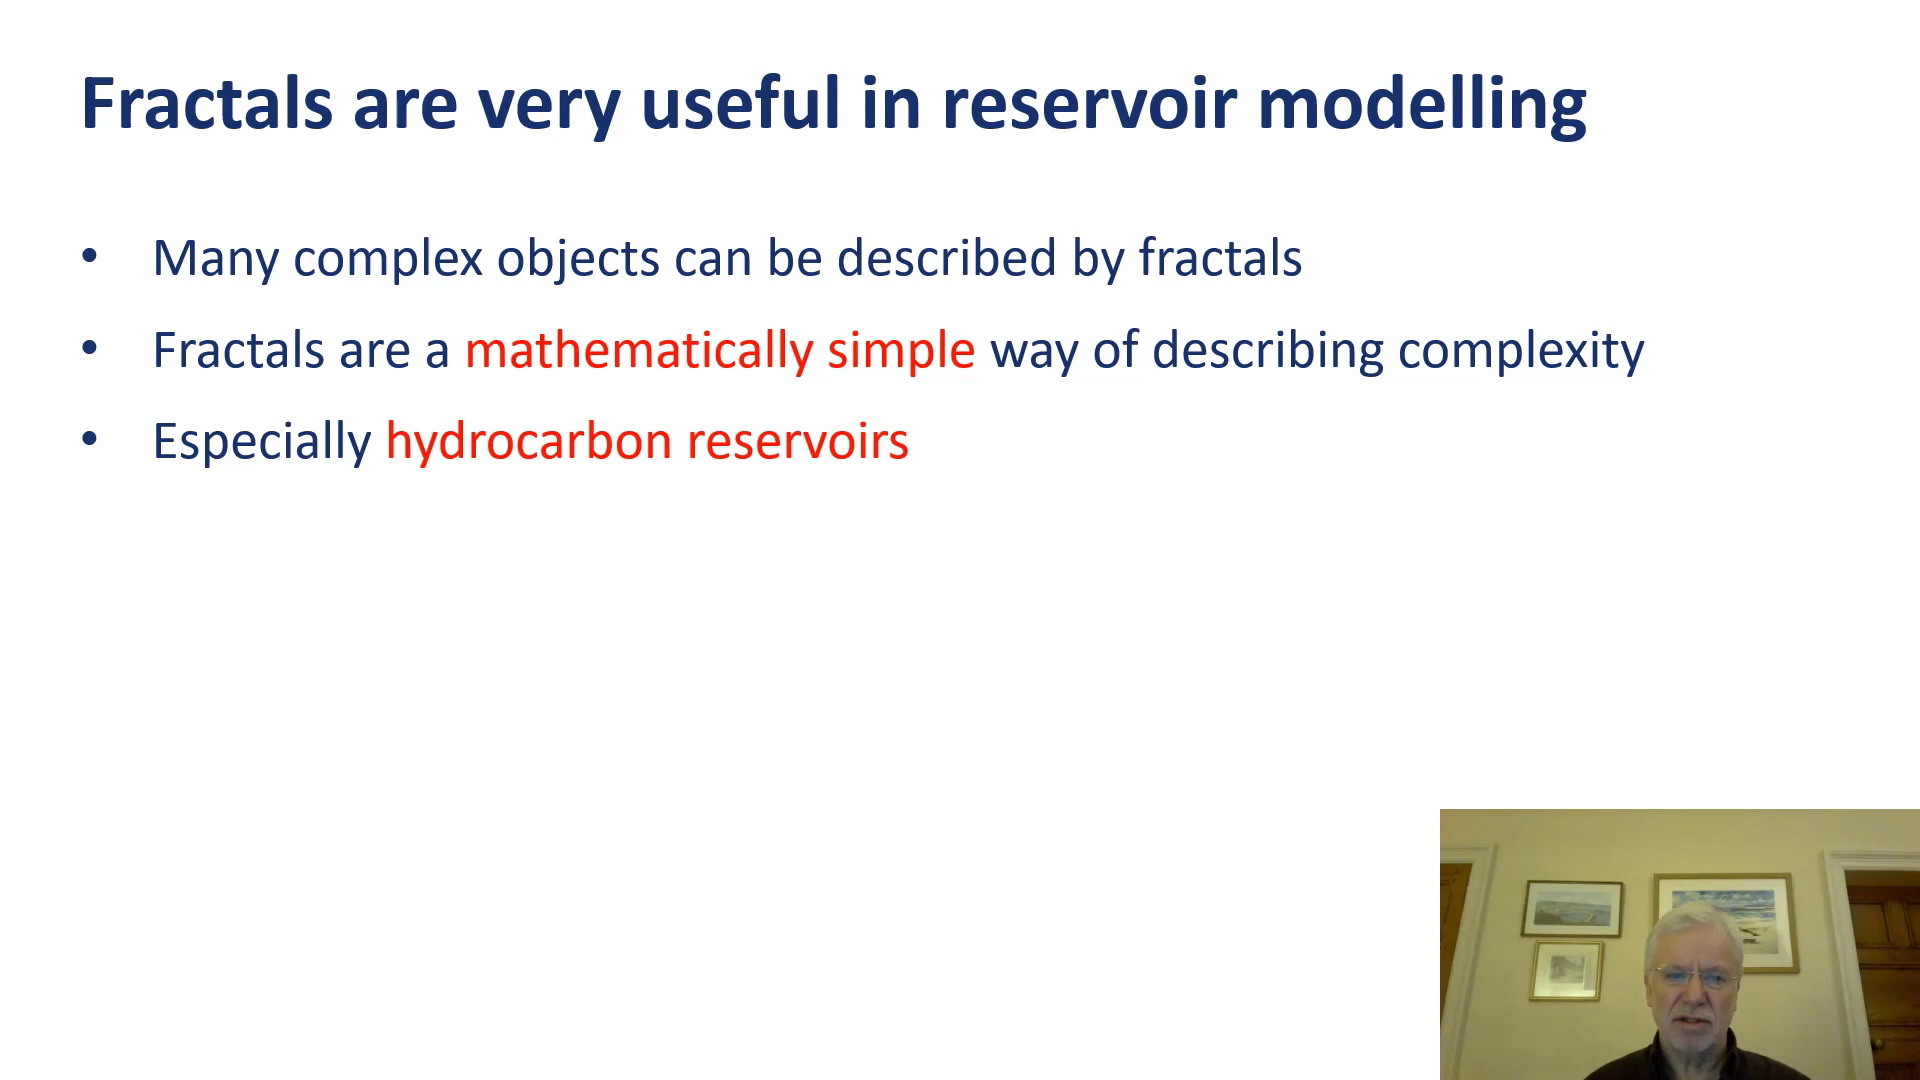 Fractals are very useful in reservoir modelling
• Many complex objects can be described by fractals
• Fractals are a mathematically simple way of describing complexity
• Especially hydrocarbon reservoirs